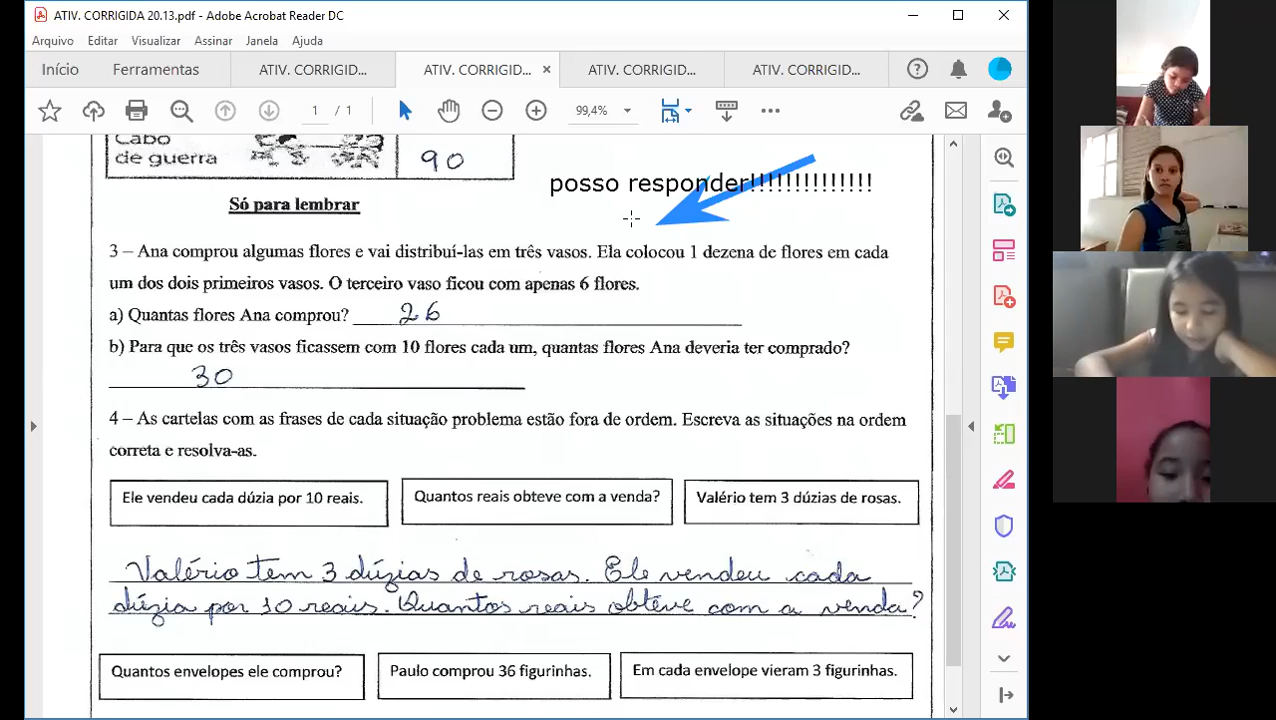 ATIV. CORRIGIDA 20.13.pdf - Adobe Acrobat Reader DC
Arquivo Editar Visualizar Assinar Janela Ajuda
Início Ferramentas ATIV. CORRIGID... ATIV. CORRIGID... × ATIV. CORRIGID... ATIV. CORRIGID...
1 / 1 99,4%
Cabo
de guerra 90
posso responder!!!!!!!!!!!!!!
Só para lembrar
3 – Ana comprou algumas flores e vai distribuí-las em três vasos. Ela colocou 1 dezena de flores em cada
um dos dois primeiros vasos. O terceiro vaso ficou com apenas 6 flores.
a) Quantas flores Ana comprou? 26
b) Para que os três vasos ficassem com 10 flores cada um, quantas flores Ana deveria ter comprado?
30
4 – As cartelas com as frases de cada situação problema estão fora de ordem. Escreva as situações na ordem
correta e resolva-as.
Ele vendeu cada dúzia por 10 reais. Quantos reais obteve com a venda? Valério tem 3 dúzias de rosas.
Valério tem 3 dúzias de rosas. Ele vendeu cada
dúzia por 10 reais. Quantos reais obteve com a venda?
Quantos envelopes ele comprou? Paulo comprou 36 figurinhas. Em cada envelope vieram 3 figurinhas.